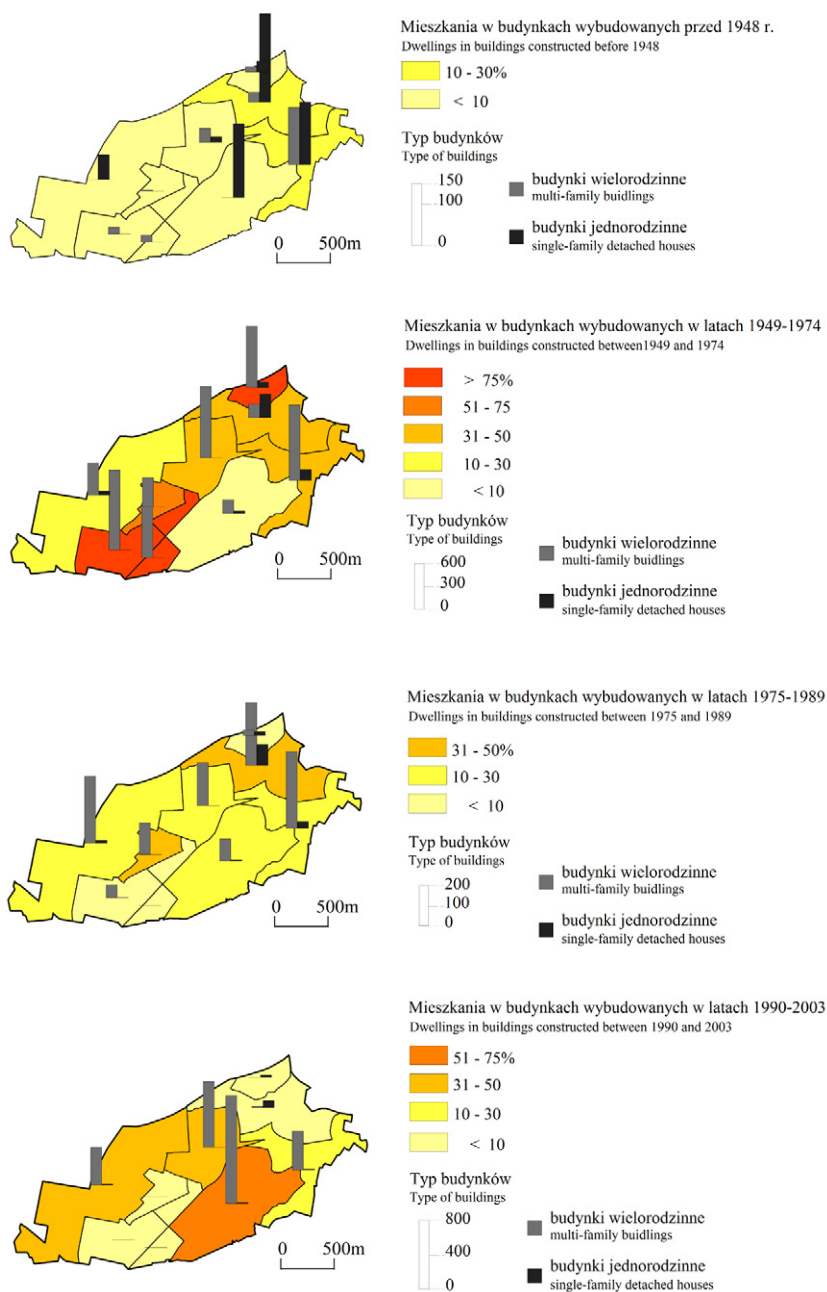 Mieszkania w budynkach wybudowanych przed 1948 r.
Dwellings in buildings constructed before 1948
10 - 30%
< 10
Typ budynków
Type of buildings
150
100
0
budynki wielorodzinne
multi-family buidlings
budynki jednorodzinne
single-family detached houses
0 500m
Mieszkania w budynkach wybudowanych w latach 1949-1974
Dwellings in buildings constructed between1949 and 1974
> 75%
51 - 75
31 - 50
10 - 30
< 10
Typ budynków
Type of buildings
600
300
0
budynki wielorodzinne
multi-family buidlings
budynki jednorodzinne
single-family detached houses
0 500m
Mieszkania w budynkach wybudowanych w latach 1975-1989
Dwellings in buildings constructed between 1975 and 1989
31 - 50%
10 - 30
< 10
Typ budynków
Type of buildings
200
100
0
budynki wielorodzinne
multi-family buidlings
budynki jednorodzinne
single-family detached houses
0 500m
Mieszkania w budynkach wybudowanych w latach 1990-2003
Dwellings in buildings constructed between 1990 and 2003
51 - 75%
31 - 50
10 - 30
< 10
Typ budynków
Type of buildings
800
400
0
budynki wielorodzinne
multi-family buidlings
budynki jednorodzinne
single-family detached houses
0 500m